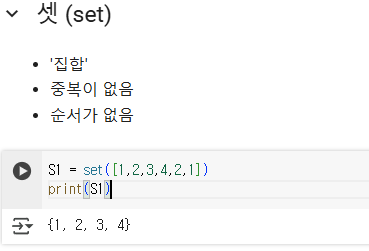 셋 (set)
'집합'
중복이 없음
순서가 없음
S1 = set([1,2,3,4,2,1])
print(S1)
{1, 2, 3, 4}